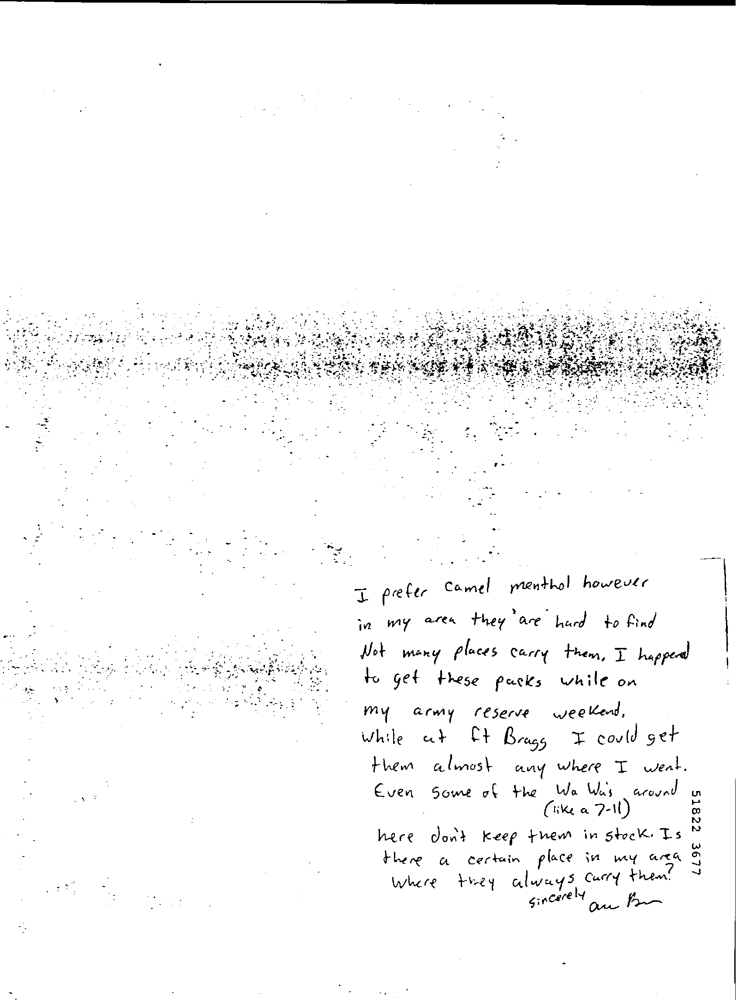 I prefer Camel menthol however
in my area they 'are' hard to find
Not many places carry them, I happend
to get these packs while on
my army reserve weekend.
While at ft Bragg I could get
them almost any where I went.
Even some of the Wa Wa's around
(like a 7-11)
here don't keep them in stock. Is
there a certain place in my area
where they always carry them?
sincerely
51822 3677